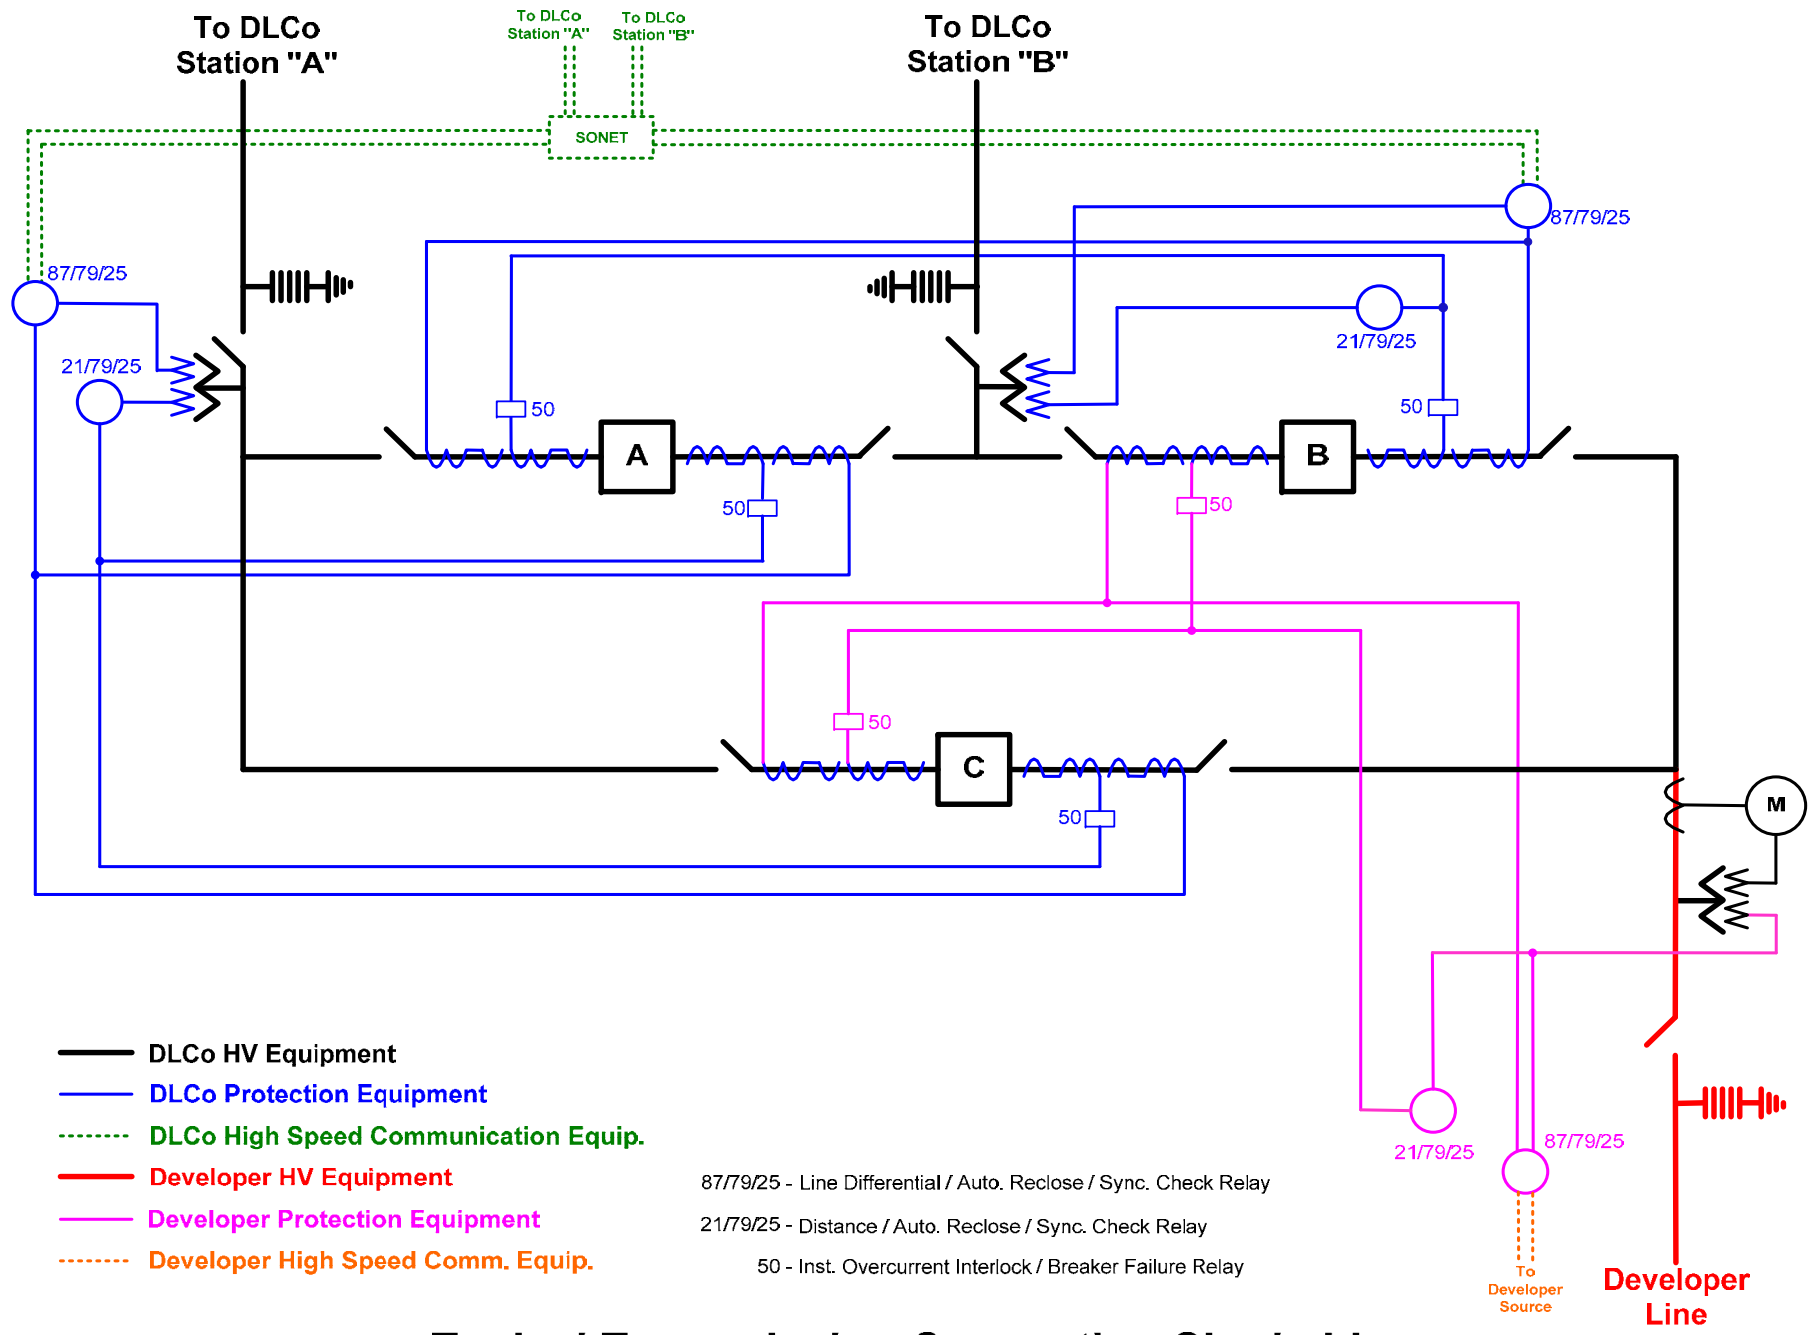 To DLCo
Station "A"
To DLCo
Station "A"
To DLCo
Station "B"
To DLCo
Station "B"
SONET
87/79/25
87/79/25
21/79/25
21/79/25
50
50
A
B
50
50
50
C
50
M
DLCo HV Equipment
DLCo Protection Equipment
DLCo High Speed Communication Equip.
Developer HV Equipment
Developer Protection Equipment
Developer High Speed Comm. Equip.
87/79/25 - Line Differential / Auto. Reclose / Sync. Check Relay
21/79/25 - Distance / Auto. Reclose / Sync. Check Relay
50 - Inst. Overcurrent Interlock / Breaker Failure Relay
21/79/25
87/79/25
To
Developer
Source
Developer
Line